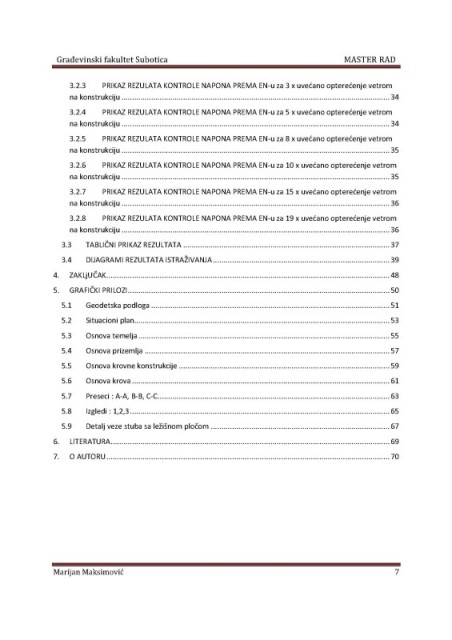 Građevinski fakultet Subotica MASTER RAD
3.2.3 PRIKAZ REZULATA KONTROLE NAPONA PREMA EN-u za 3 x uvećano opterećenje vetrom
na konstrukciju ........ 34
3.2.4 PRIKAZ REZULATA KONTROLE NAPONA PREMA EN-u za 5 x uvećano opterećenje vetrom
na konstrukciju ........ 34
3.2.5 PRIKAZ REZULATA KONTROLE NAPONA PREMA EN-u za 8 x uvećano opterećenje vetrom
na konstrukciju ........ 35
3.2.6 PRIKAZ REZULATA KONTROLE NAPONA PREMA EN-u za 10 x uvećano opterećenje vetrom
na konstrukciju ........ 35
3.2.7 PRIKAZ REZULATA KONTROLE NAPONA PREMA EN-u za 15 x uvećano opterećenje vetrom
na konstrukciju ........ 36
3.2.8 PRIKAZ REZULATA KONTROLE NAPONA PREMA EN-u za 19 x uvećano opterećenje vetrom
na konstrukciju ........ 36
3.3 TABLIČNI PRIKAZ REZULTATA ........ 37
3.4 DIJAGRAMI REZULTATA ISTRAŽIVANJA ........ 39
4. ZAKLjUČAK ........ 48
5. GRAFIČKI PRILOZI ........ 50
5.1 Geodetska podloga ........ 51
5.2 Situacioni plan ........ 53
5.3 Osnova temelja ........ 55
5.4 Osnova prizemlja ........ 57
5.5 Osnova krovne konstrukcije ........ 59
5.6 Osnova krova ........ 61
5.7 Preseci : A-A, B-B, C-C ........ 63
5.8 Izgledi : 1,2,3 ........ 65
5.9 Detalj veze stuba sa ležišnom pločom ........ 67
6. LITERATURA ........ 69
7. O AUTORU ........ 70
Marijan Maksimović 7